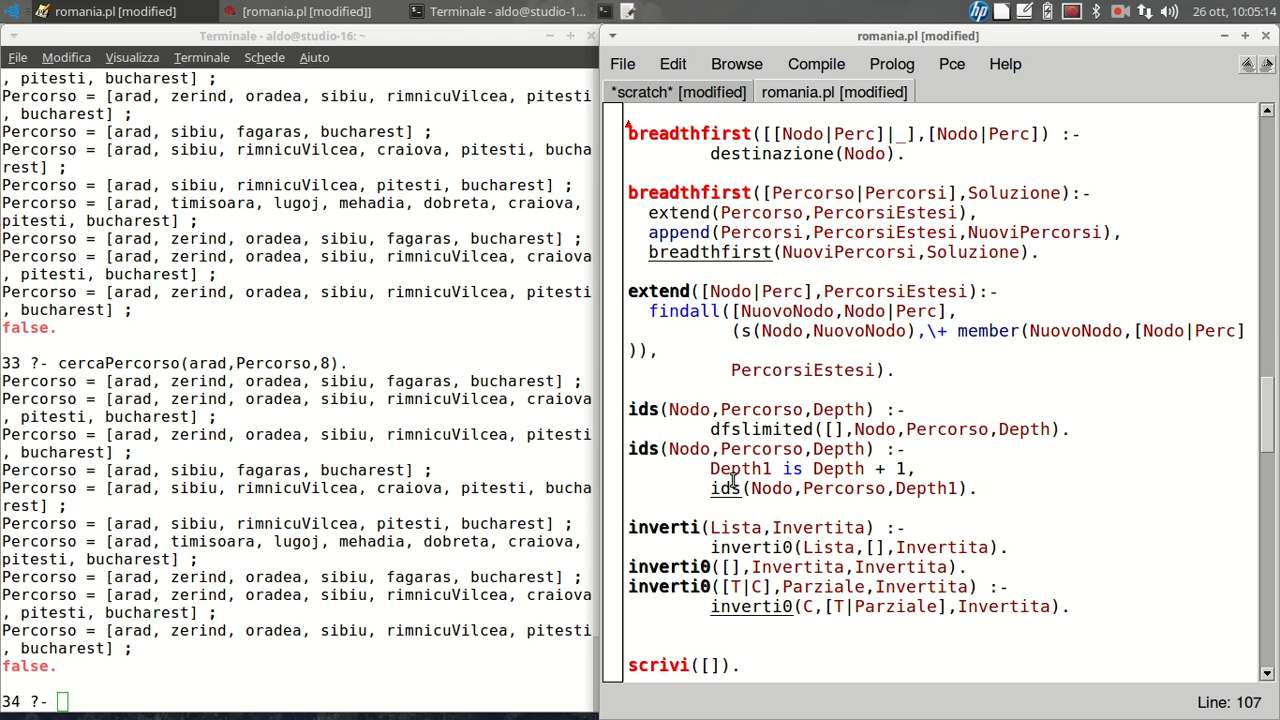 romania.pl [modified]
[romania.pl [modified]]
Terminale - aldo@studio-1...
26 ott, 10:05:14
Terminale - aldo@studio-16: ~
File Modifica Visualizza Terminale Schede Aiuto
, pitesti, bucharest] ;
Percorso = [arad, zerind, oradea, sibiu, rimnicuVilcea, pitesti
, bucharest] ;
Percorso = [arad, sibiu, fagaras, bucharest] ;
Percorso = [arad, sibiu, rimnicuVilcea, craiova, pitesti, bucha
rest] ;
Percorso = [arad, sibiu, rimnicuVilcea, pitesti, bucharest] ;
Percorso = [arad, timisoara, lugoj, mehadia, dobreta, craiova,
pitesti, bucharest] ;
Percorso = [arad, zerind, oradea, sibiu, fagaras, bucharest] ;
Percorso = [arad, zerind, oradea, sibiu, rimnicuVilcea, craiova
, pitesti, bucharest] ;
Percorso = [arad, zerind, oradea, sibiu, rimnicuVilcea, pitesti
, bucharest] ;
false.
33 ?- cercaPercorso(arad,Percorso,8).
Percorso = [arad, zerind, oradea, sibiu, fagaras, bucharest] ;
Percorso = [arad, zerind, oradea, sibiu, rimnicuVilcea, craiova
, pitesti, bucharest] ;
Percorso = [arad, zerind, oradea, sibiu, rimnicuVilcea, pitesti
, bucharest] ;
Percorso = [arad, sibiu, fagaras, bucharest] ;
Percorso = [arad, sibiu, rimnicuVilcea, craiova, pitesti, bucha
rest] ;
Percorso = [arad, sibiu, rimnicuVilcea, pitesti, bucharest] ;
Percorso = [arad, timisoara, lugoj, mehadia, dobreta, craiova,
pitesti, bucharest] ;
Percorso = [arad, zerind, oradea, sibiu, fagaras, bucharest] ;
Percorso = [arad, zerind, oradea, sibiu, rimnicuVilcea, craiova
, pitesti, bucharest] ;
Percorso = [arad, zerind, oradea, sibiu, rimnicuVilcea, pitesti
, bucharest] ;
false.
34 ?-
romania.pl [modified]
File Edit Browse Compile Prolog Pce Help
*scratch* [modified] romania.pl [modified]
breadthfirst([[Nodo|Perc]|_],[Nodo|Perc]) :-
destinazione(Nodo).
breadthfirst([Percorso|Percorsi],Soluzione):-
extend(Percorso,PercorsiEstesi),
append(Percorsi,PercorsiEstesi,NuoviPercorsi),
breadthfirst(NuoviPercorsi,Soluzione).
extend([Nodo|Perc],PercorsiEstesi):-
findall([NuovoNodo,Nodo|Perc],
(s(Nodo,NuovoNodo),\+ member(NuovoNodo,[Nodo|Perc]
)),
PercorsiEstesi).
ids(Nodo,Percorso,Depth) :-
dfslimited([],Nodo,Percorso,Depth).
ids(Nodo,Percorso,Depth) :-
Depth1 is Depth + 1,
ids(Nodo,Percorso,Depth1).
inverti(Lista,Invertita) :-
inverti0(Lista,[],Invertita).
inverti0([],Invertita,Invertita).
inverti0([T|C],Parziale,Invertita) :-
inverti0(C,[T|Parziale],Invertita).
scrivi([]).
Line: 107